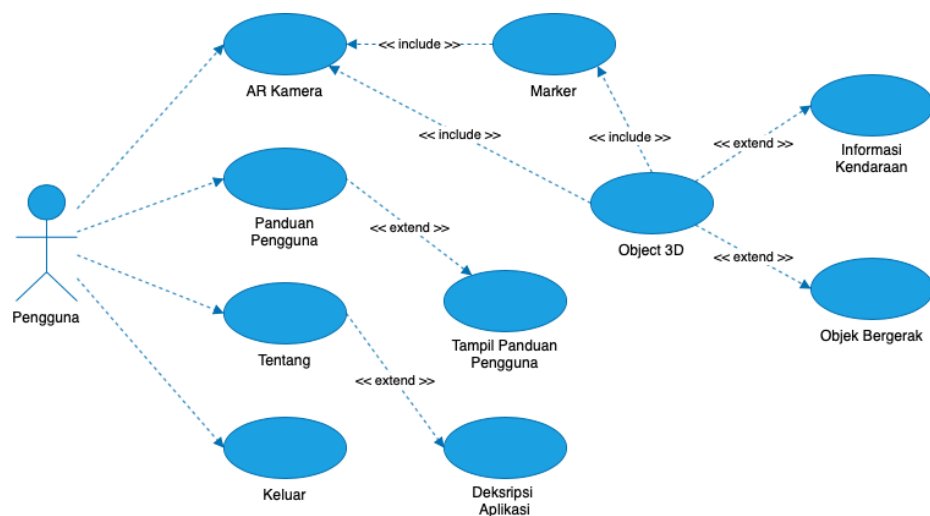 << include >>
AR Kamera
Marker
<< include >>
<< include >>
<< extend >>
Informasi
Kendaraan
Panduan
Pengguna
<< extend >>
Object 3D
<< extend >>
Pengguna
Tentang
Tampil Panduan
Pengguna
Objek Bergerak
<< extend >>
Keluar
Deksripsi
Aplikasi